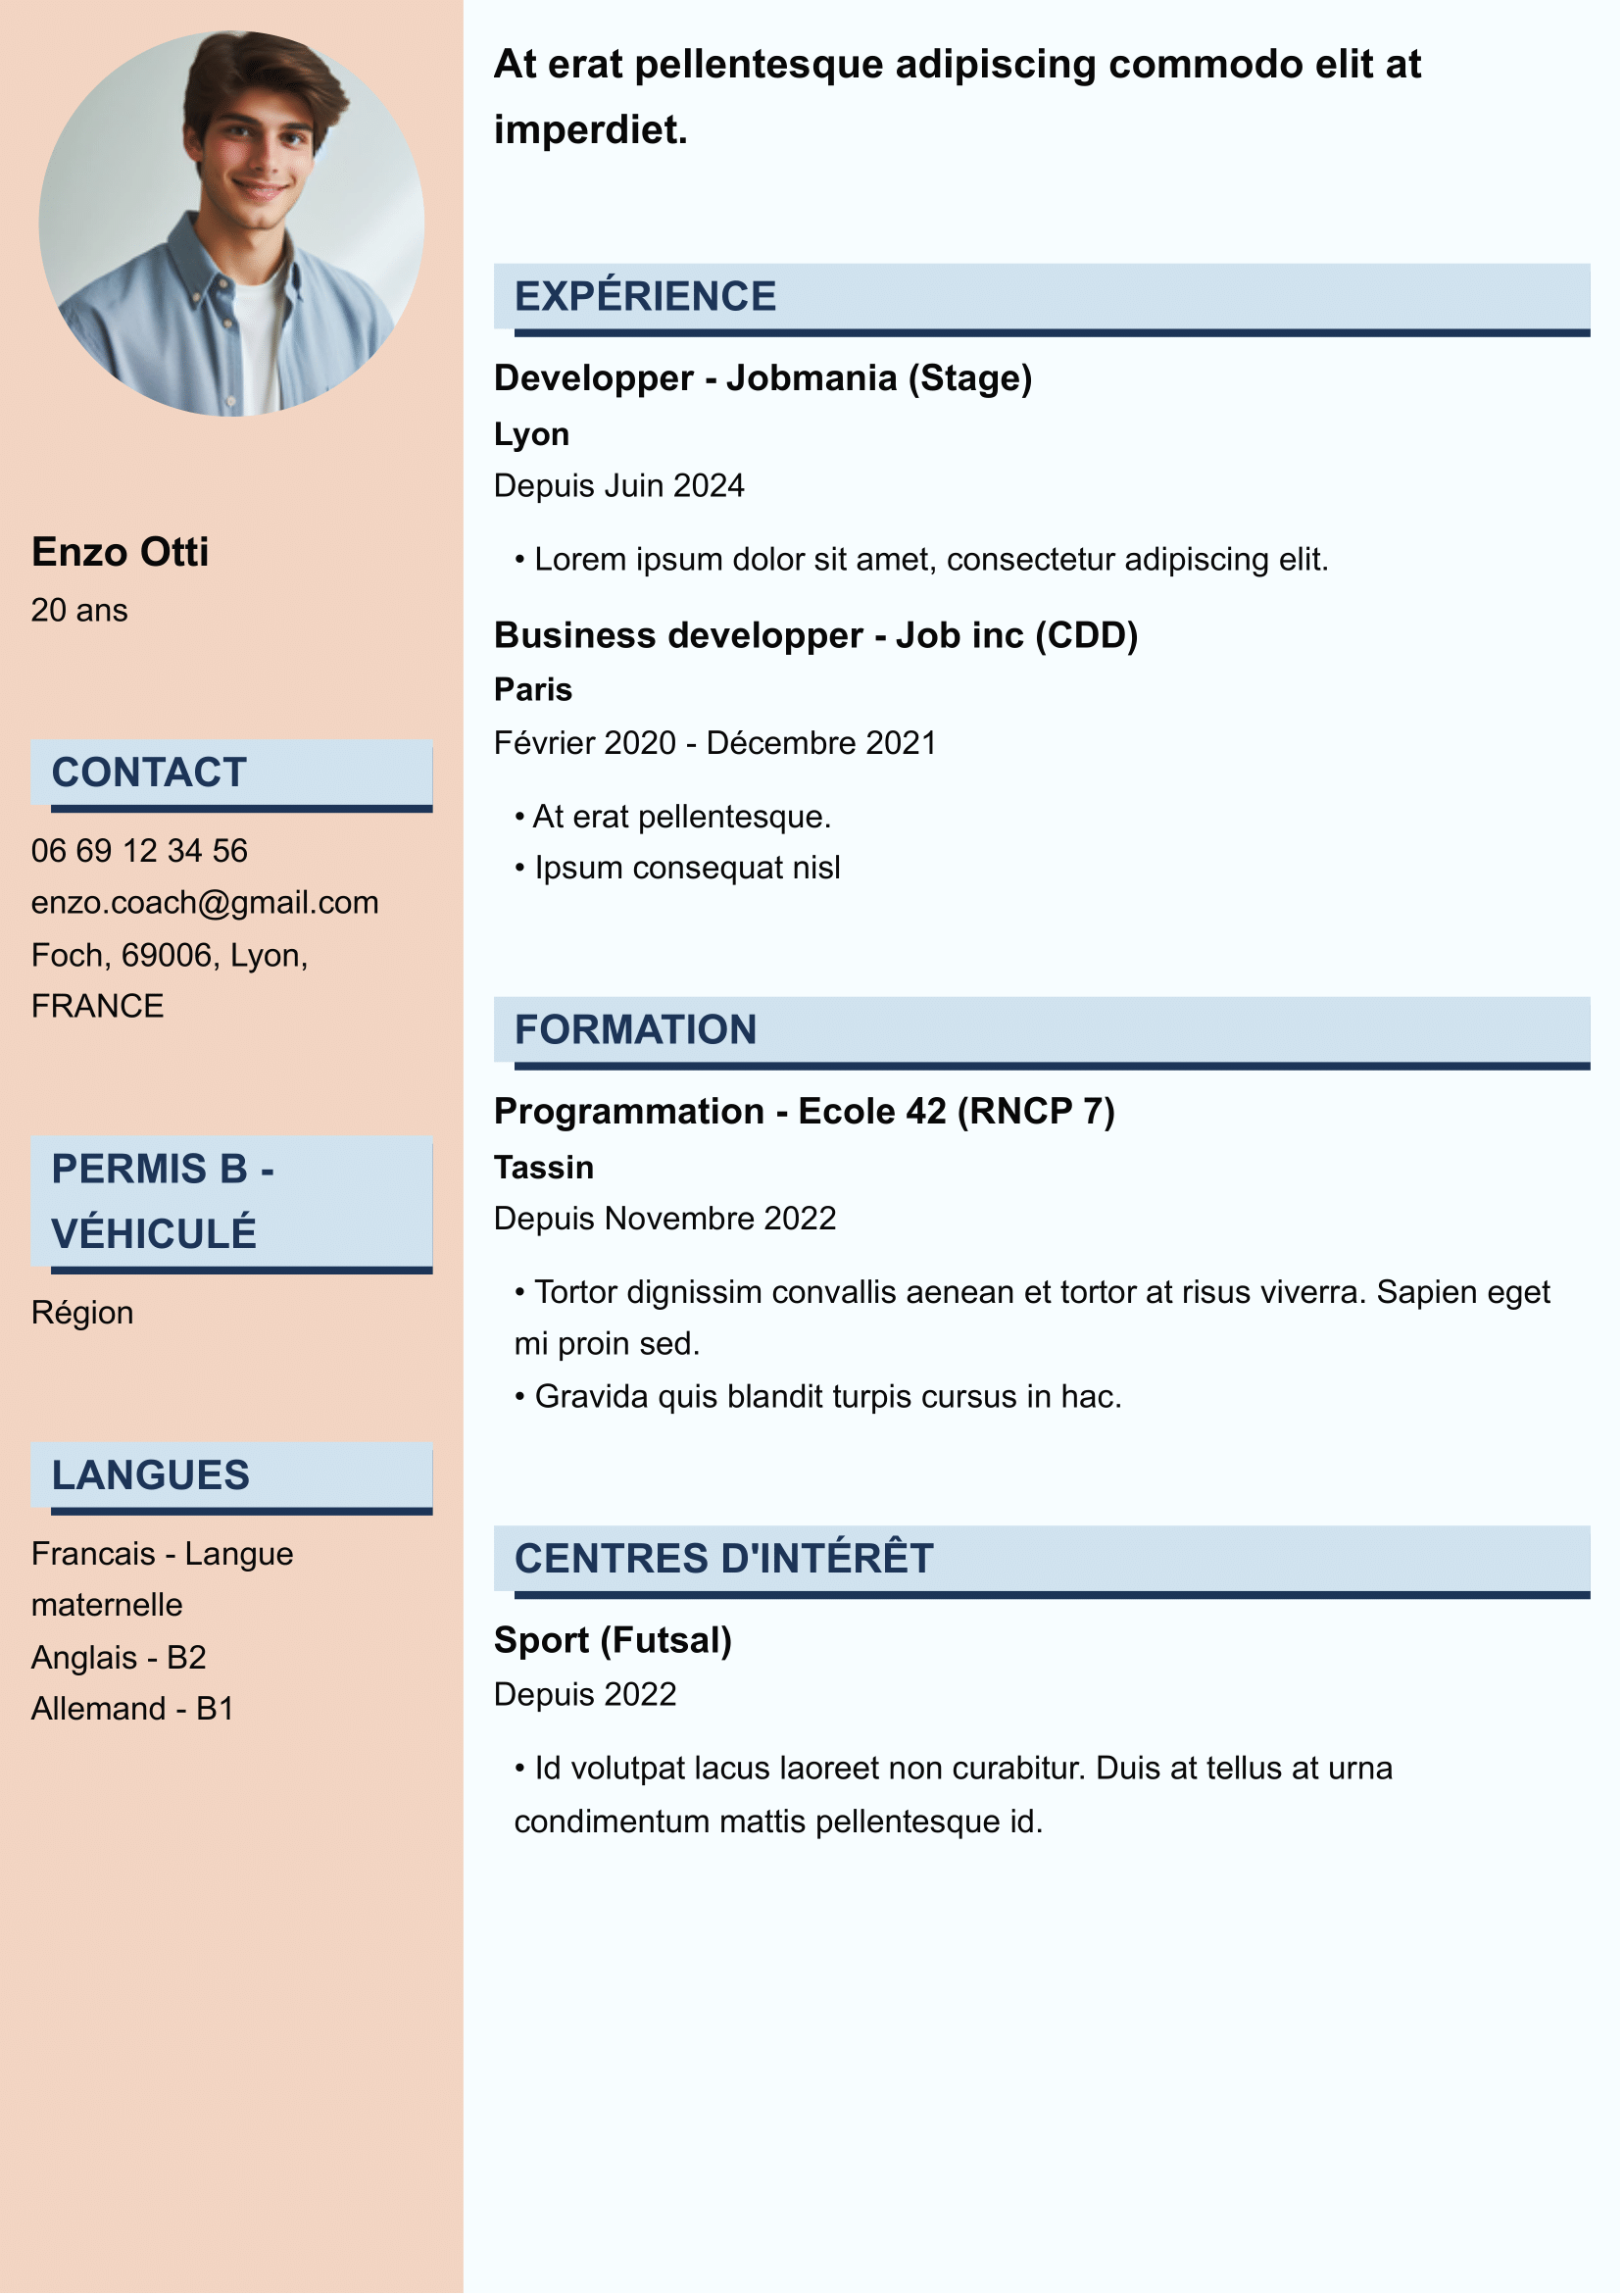 Enzo Otti
20 ans
CONTACT
06 69 12 34 56
enzo.coach@gmail.com
Foch, 69006, Lyon,
FRANCE
PERMIS B -
VÉHICULÉ
Région
LANGUES
Francais - Langue
maternelle
Anglais - B2
Allemand - B1
At erat pellentesque adipiscing commodo elit at
imperdiet.
EXPÉRIENCE
Developper - Jobmania (Stage)
Lyon
Depuis Juin 2024
• Lorem ipsum dolor sit amet, consectetur adipiscing elit.
Business developper - Job inc (CDD)
Paris
Février 2020 - Décembre 2021
• At erat pellentesque.
• Ipsum consequat nisl
FORMATION
Programmation - Ecole 42 (RNCP 7)
Tassin
Depuis Novembre 2022
• Tortor dignissim convallis aenean et tortor at risus viverra. Sapien eget
mi proin sed.
• Gravida quis blandit turpis cursus in hac.
CENTRES D'INTÉRÊT
Sport (Futsal)
Depuis 2022
• Id volutpat lacus laoreet non curabitur. Duis at tellus at urna
condimentum mattis pellentesque id.